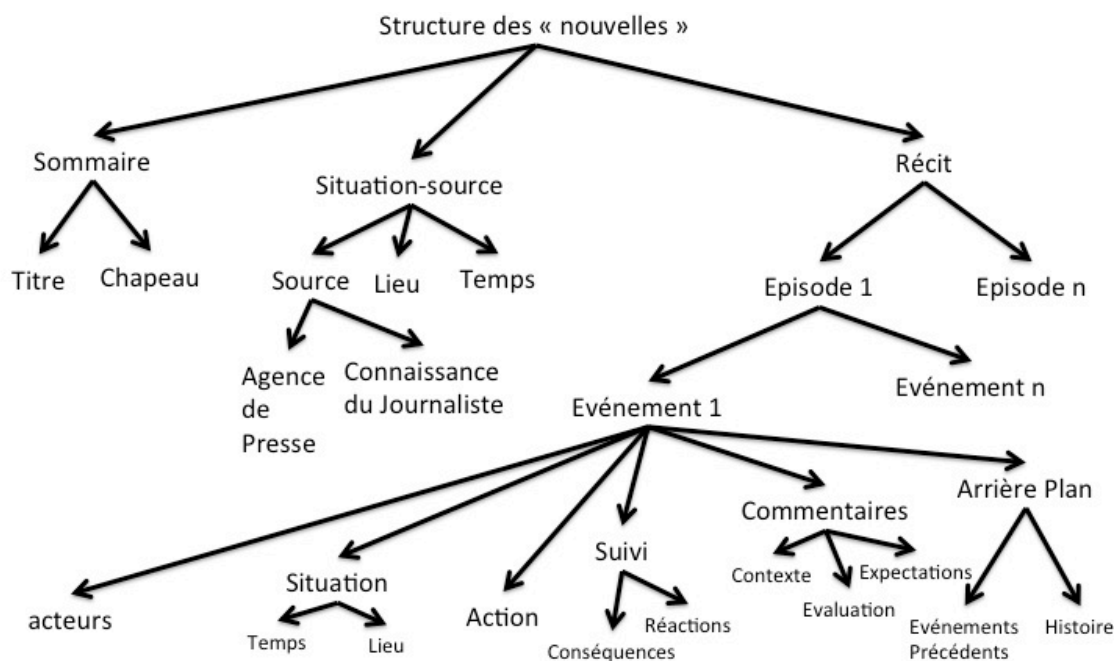 Structure des « nouvelles »
Sommaire
Situation-source
Récit
Titre
Chapeau
Source
Lieu
Temps
Episode 1
Episode n
Agence
de
Presse
Connaissance
du Journaliste
Evénement 1
Evénement n
acteurs
Situation
Temps
Lieu
Action
Suivi
Conséquences
Réactions
Commentaires
Contexte
Evaluation
Expectations
Arrière Plan
Evénements
Précédents
Histoire